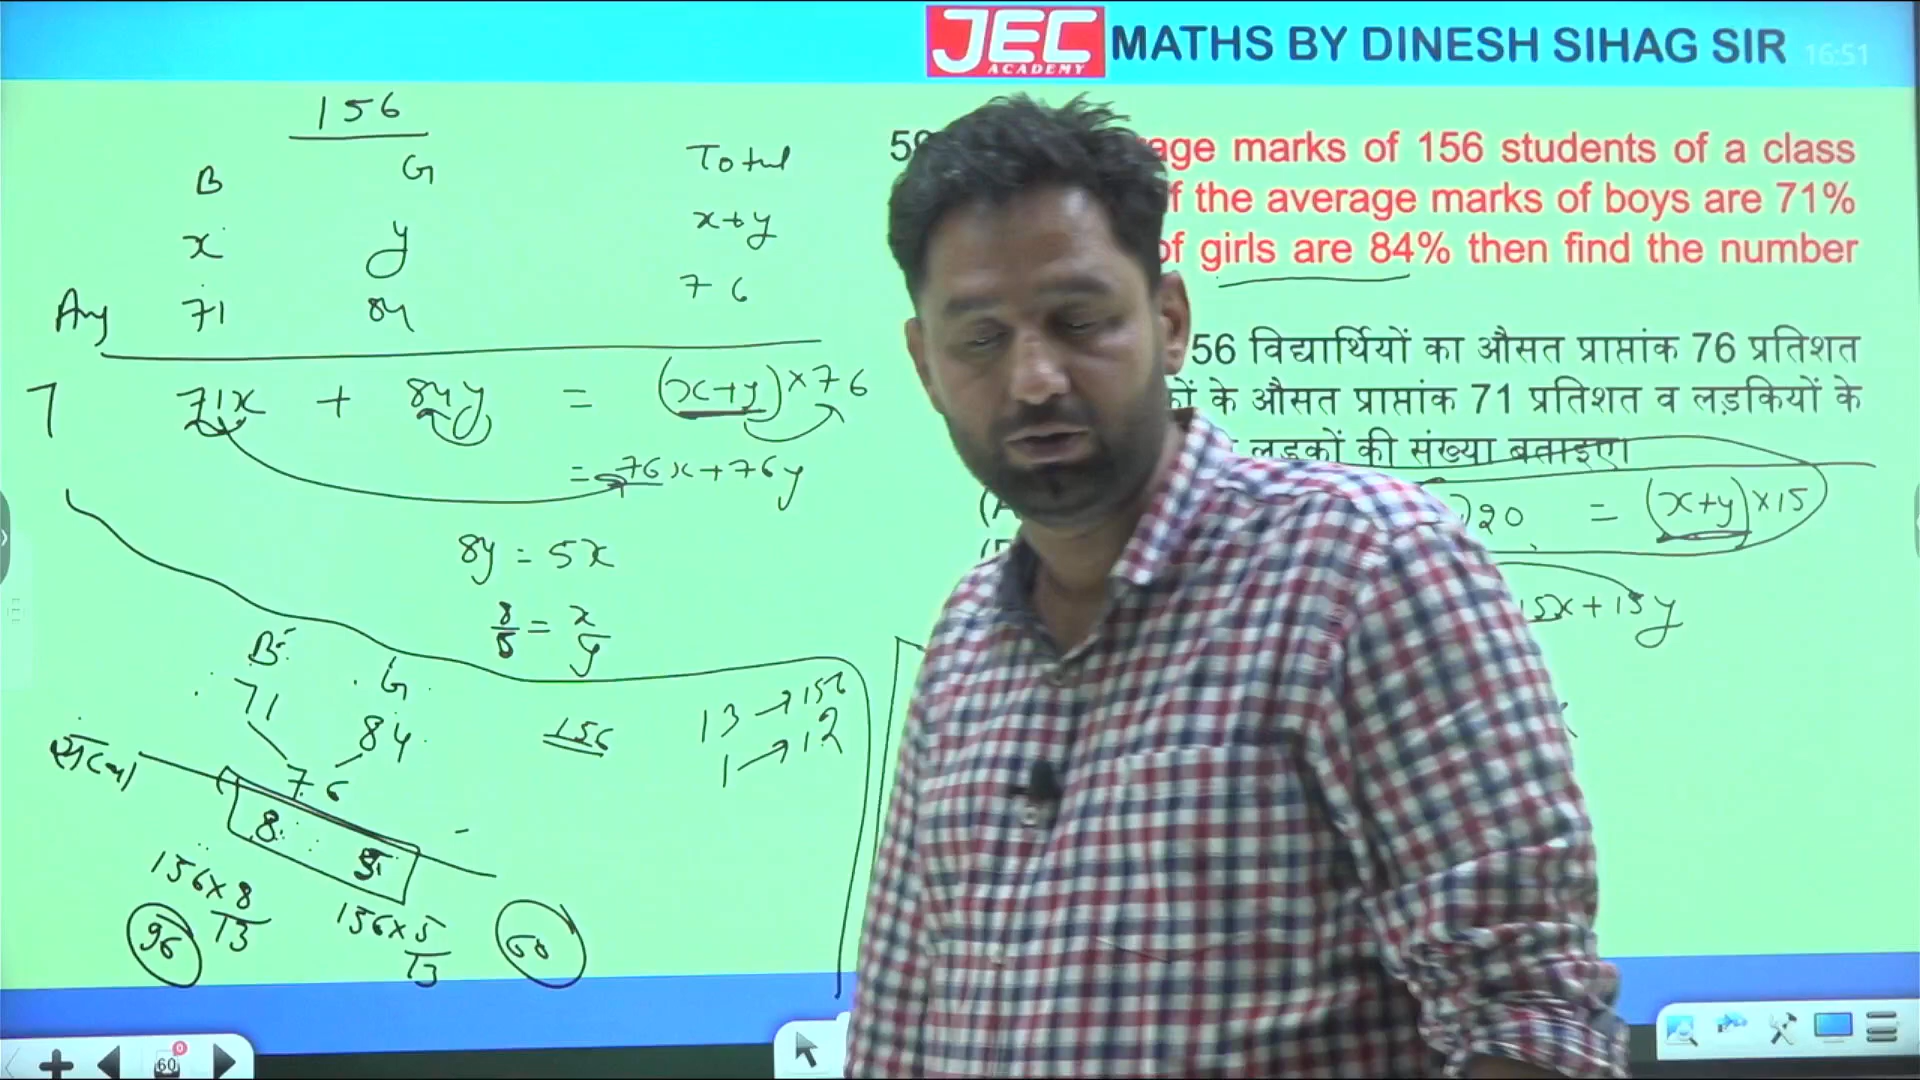 JEC ACADEMY MATHS BY DINESH SIHAG SIR 16:51
156
B G Total
x y x+y
71 84 76
71x + 84y = (x+y)×76
= 76x+76y
8y = 5x
8/5 = x/y
B G
71 84
76
संख्या
8 5
156
13 → 156
1 → 12
156×8/13
96
156×5/13
60
marks of 156 students of a class
the average marks of boys are 71%
of girls are 84% then find the number
56 विद्यार्थियों का औसत प्राप्तांक 76 प्रतिशत
के औसत प्राप्तांक 71 प्रतिशत व लड़कियों के
लड़कों की संख्या बताइए।
20 = (x+y)×15
15x+15y
60